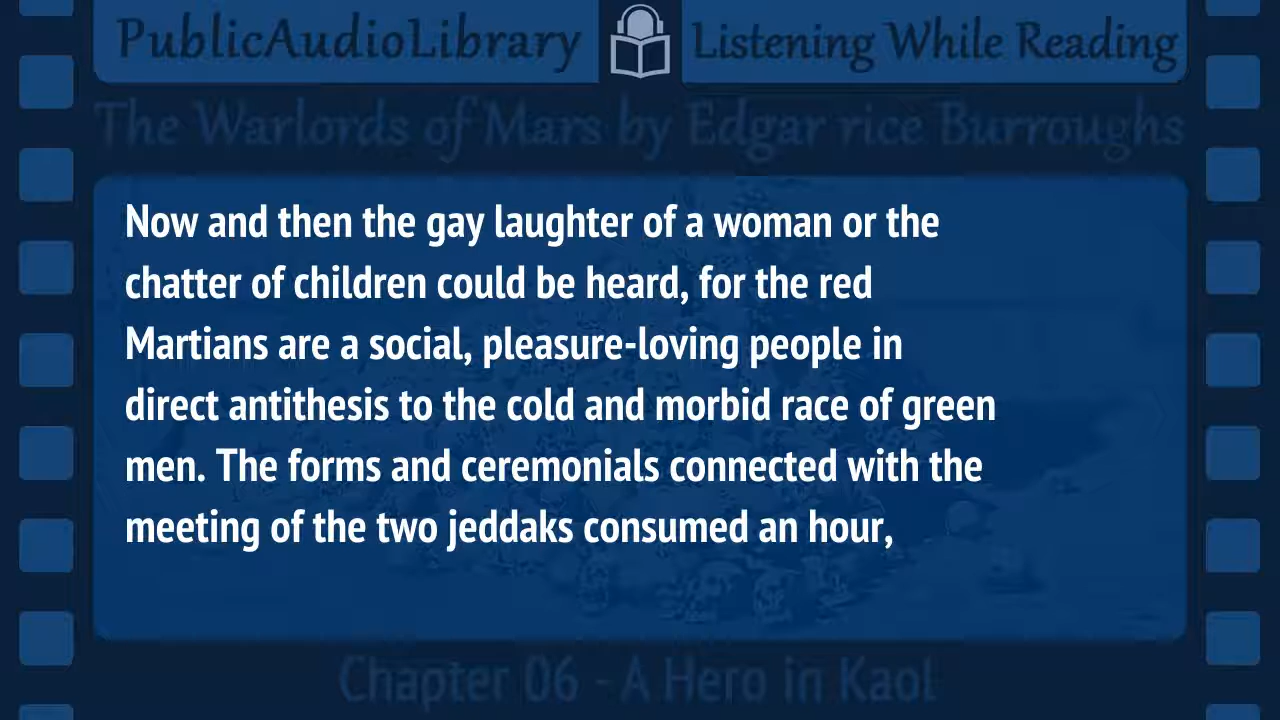 PublicAudioLibrary
Listening While Reading
The Warlords of Mars by Edgar rice Burroughs
Now and then the gay laughter of a woman or the
chatter of children could be heard, for the red
Martians are a social, pleasure-loving people in
direct antithesis to the cold and morbid race of green
men. The forms and ceremonials connected with the
meeting of the two jeddaks consumed an hour,
Chapter 06 - A Hero in Kaol